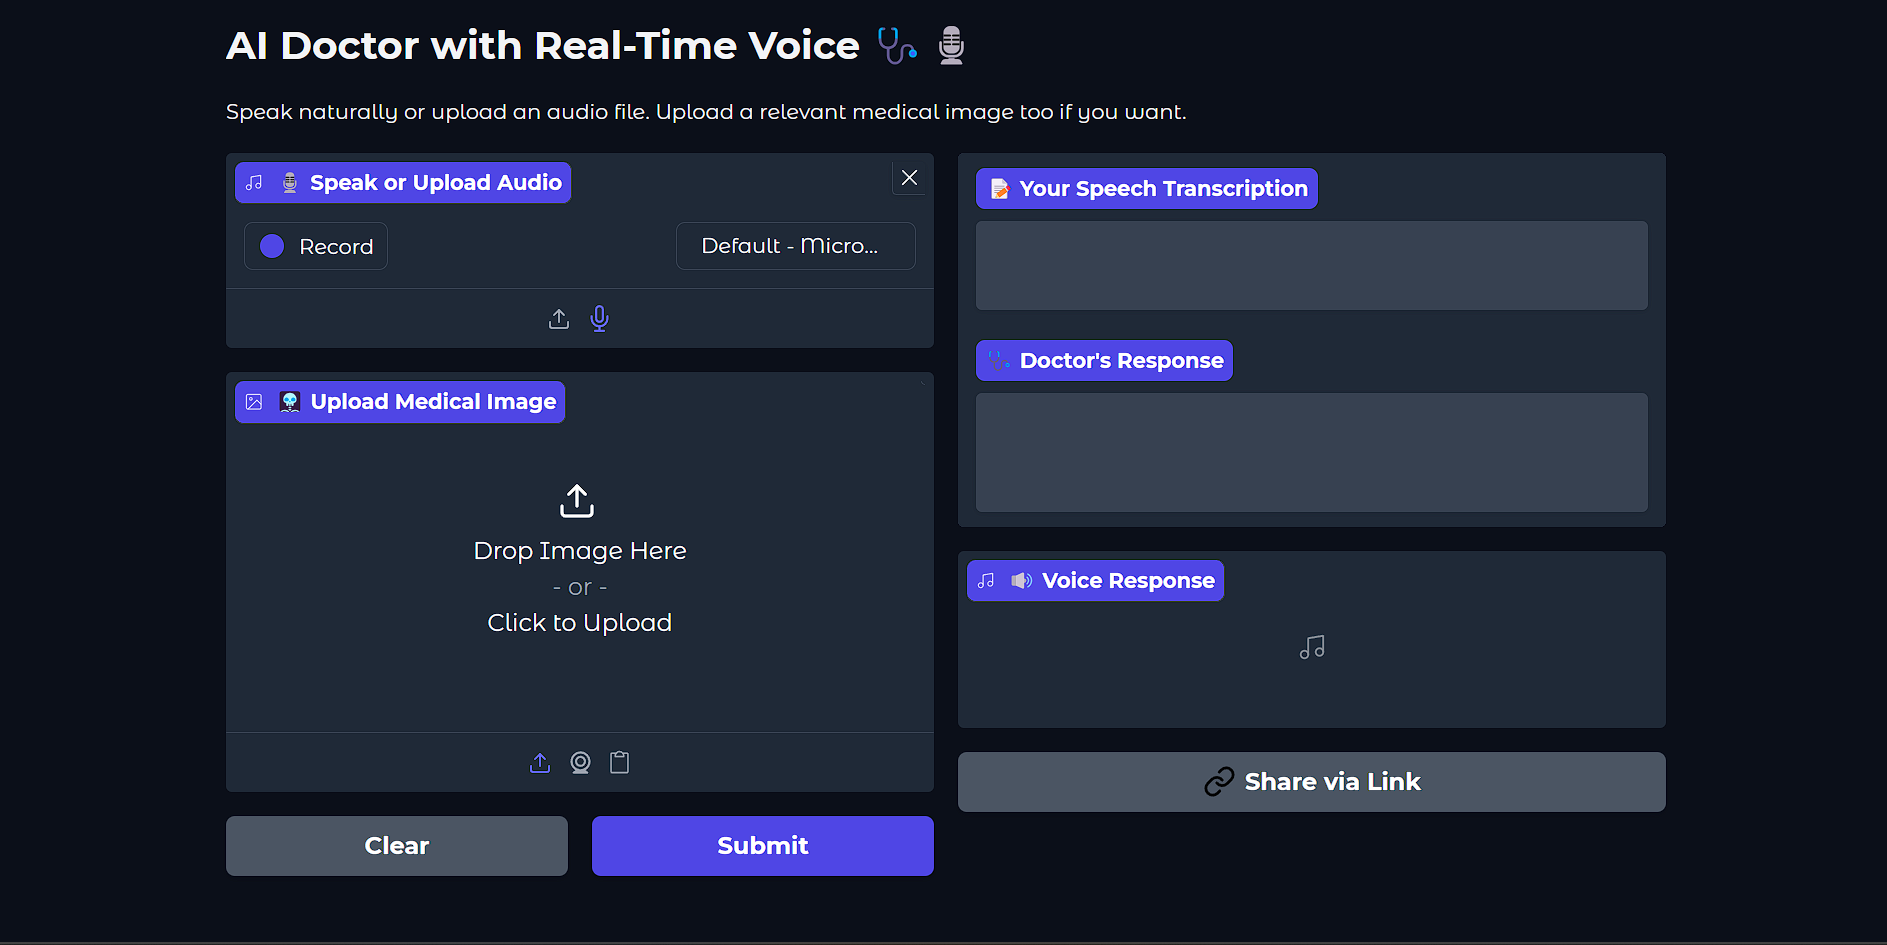 AI Doctor with Real-Time Voice
Speak naturally or upload an audio file. Upload a relevant medical image too if you want.
Speak or Upload Audio
Record
Default - Micro...
Upload Medical Image
Drop Image Here
- or -
Click to Upload
Clear
Submit
Your Speech Transcription
Doctor's Response
Voice Response
Share via Link